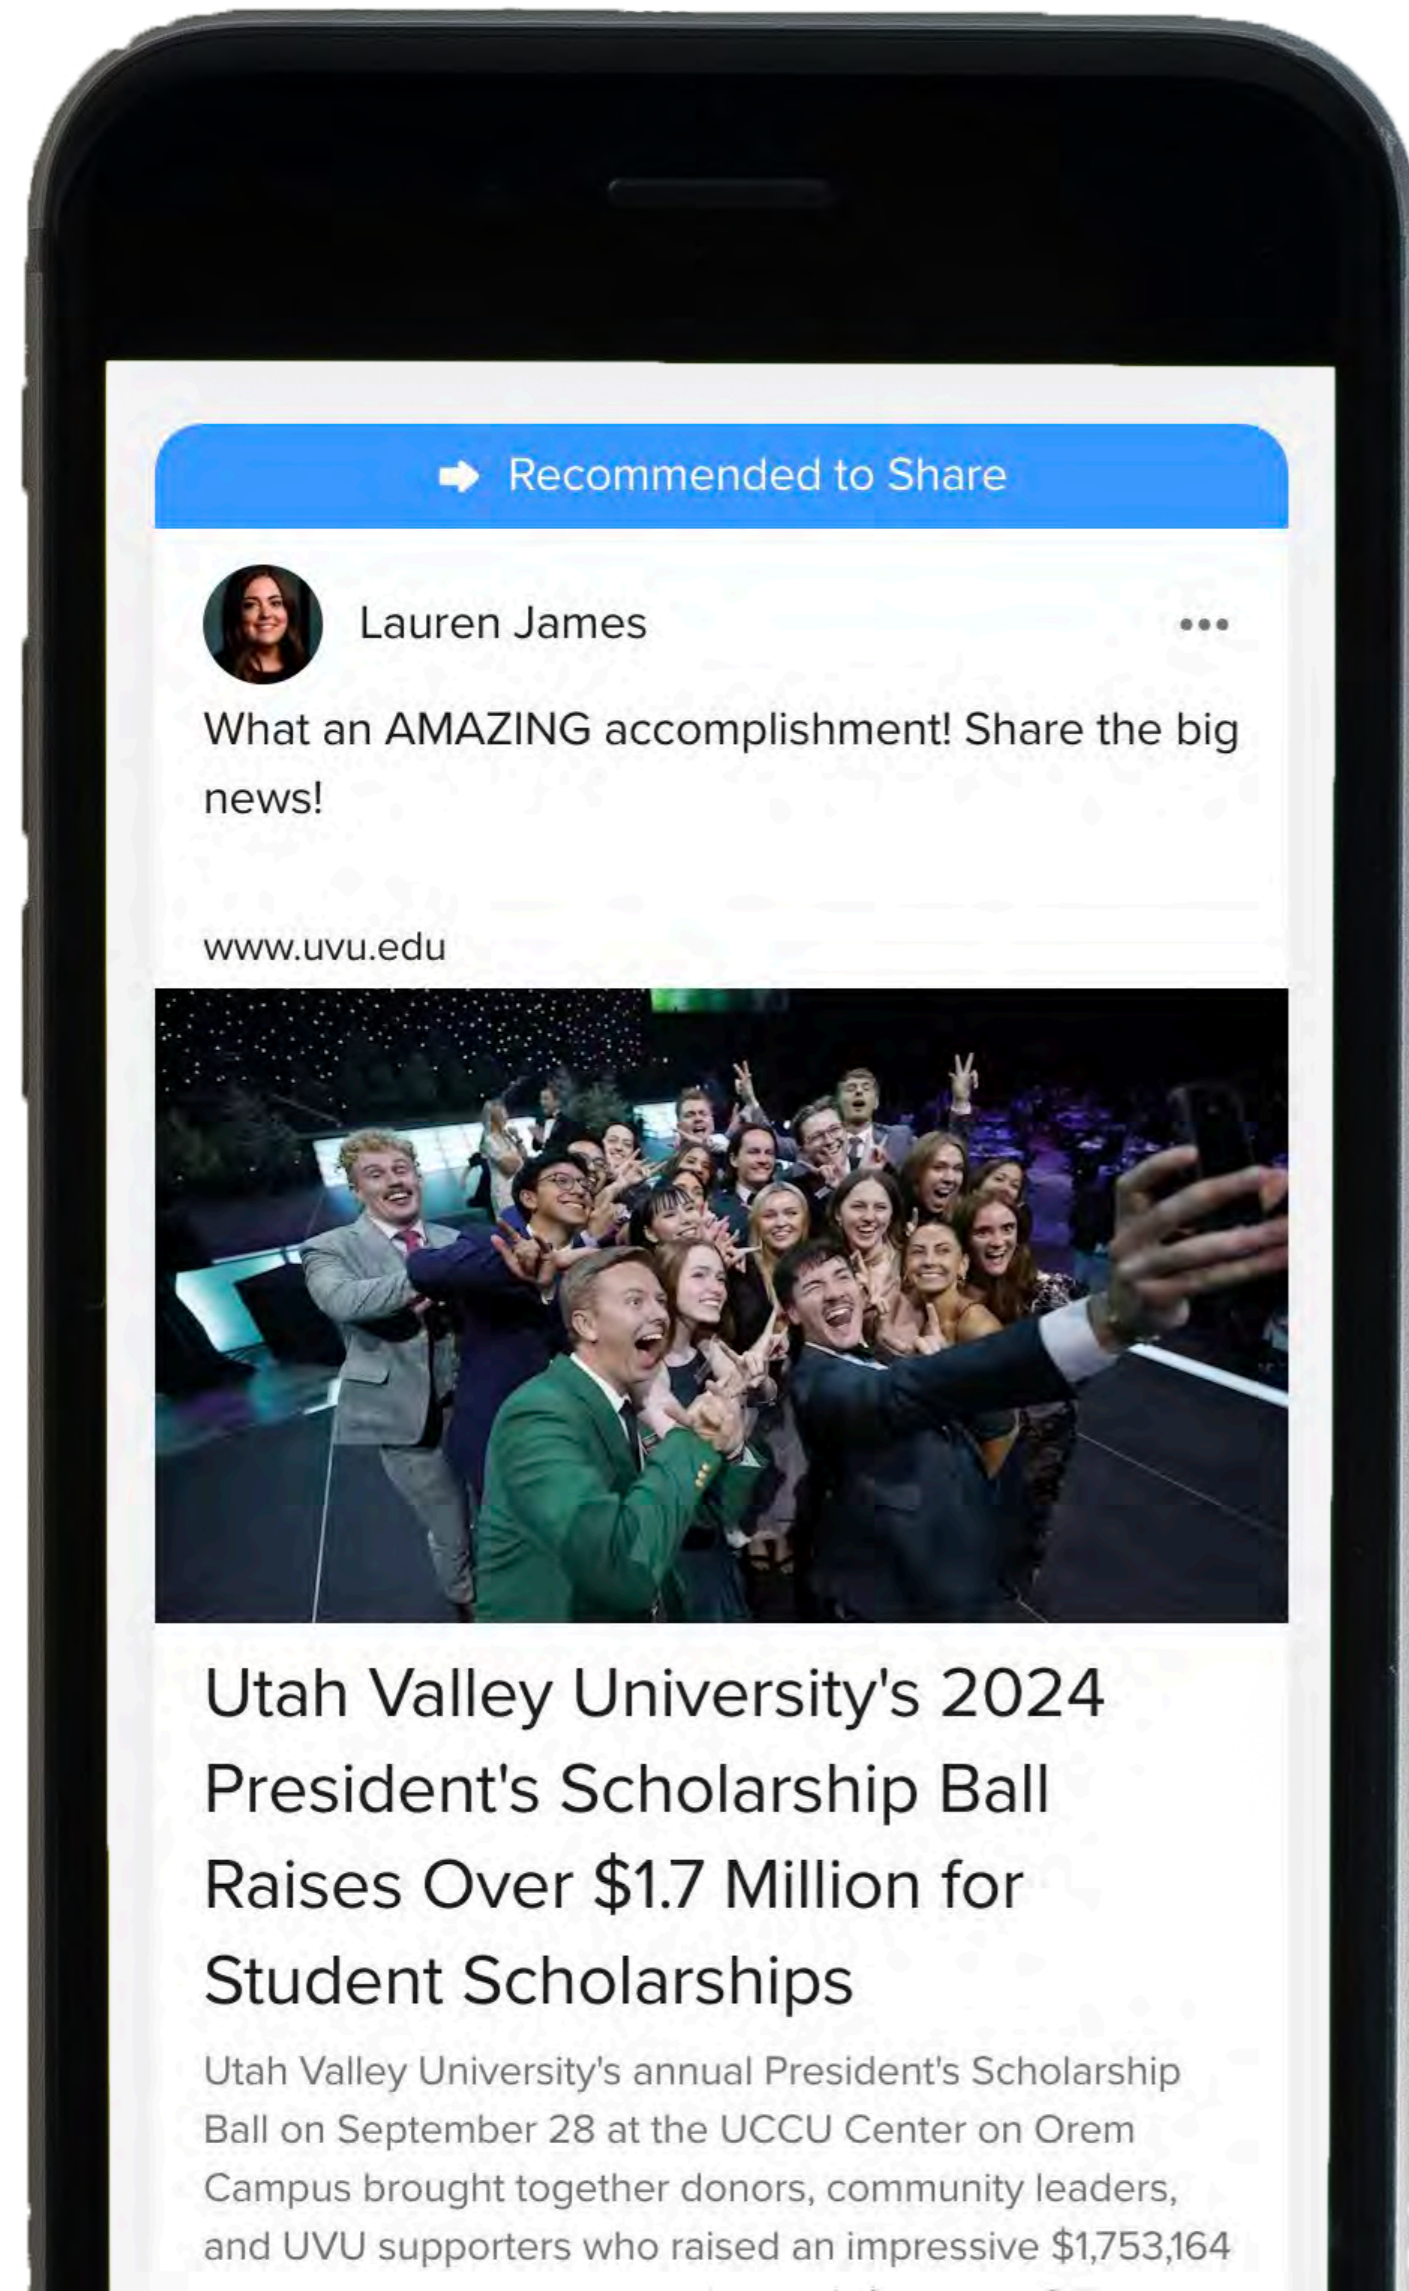 Recommended to Share
Lauren James
What an AMAZING accomplishment! Share the big
news!
www.uvu.edu
Utah Valley University's 2024
President's Scholarship Ball
Raises Over $1.7 Million for
Student Scholarships
Utah Valley University's annual President's Scholarship
Ball on September 28 at the UCCU Center on Orem
Campus brought together donors, community leaders,
and UVU supporters who raised an impressive $1,753,164